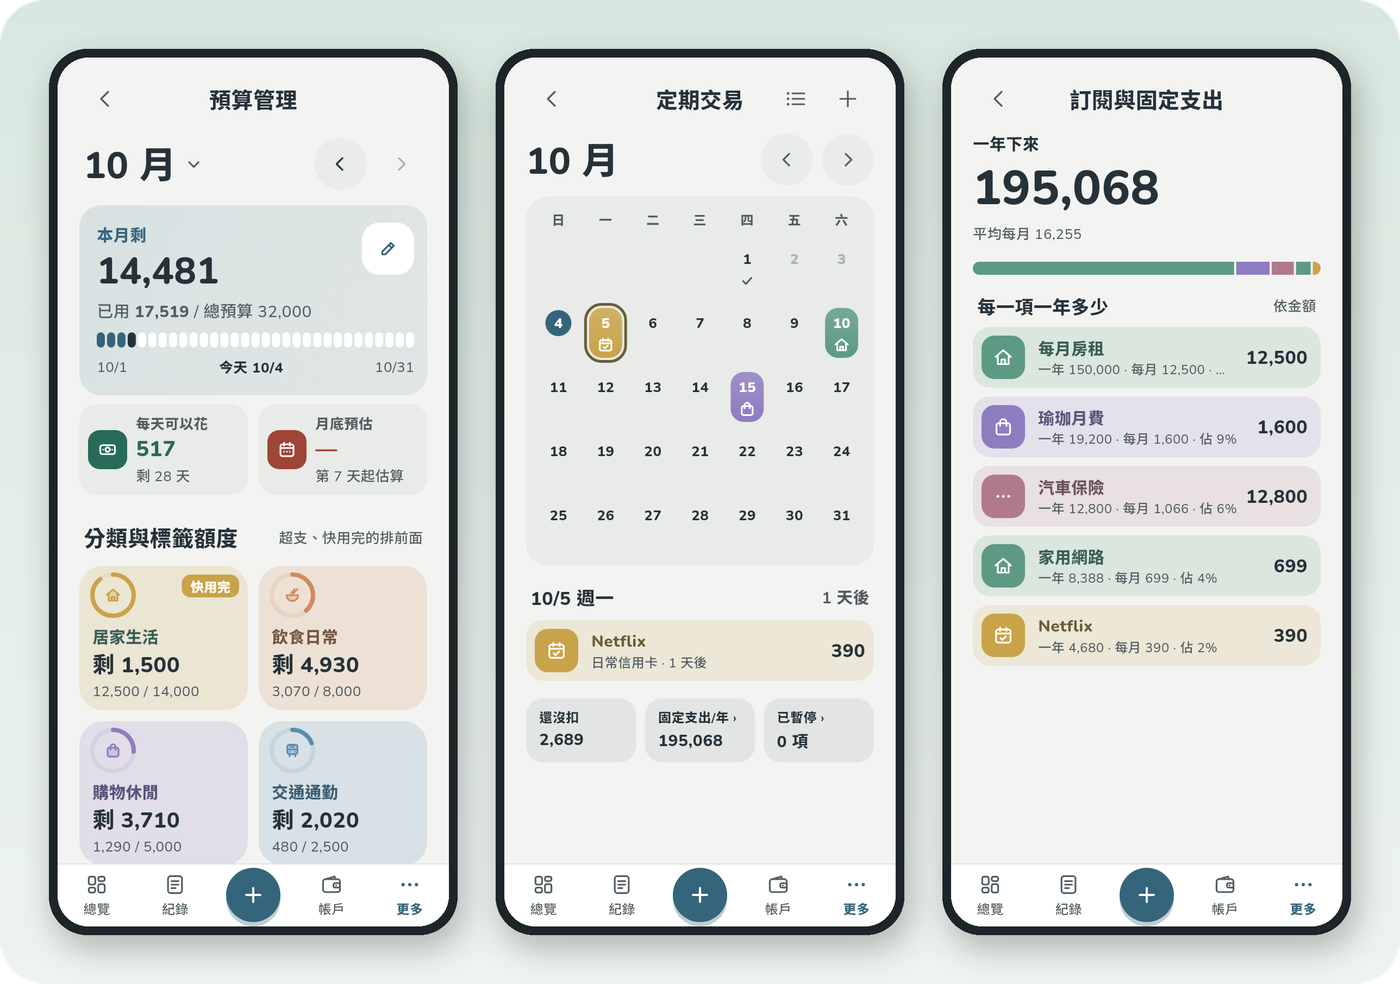 預算管理
10 月
本月剩
14,481
已用 17,519 / 總預算 32,000
10/1 今天 10/4 10/31
每天可以花
517
剩 28 天
月底預估
—
第 7 天起估算
分類與標籤額度 超支、快用完的排前面
快用完
居家生活
剩 1,500
12,500 / 14,000
飲食日常
剩 4,930
3,070 / 8,000
購物休閒
剩 3,710
1,290 / 5,000
交通通勤
剩 2,020
480 / 2,500
總覽 紀錄 帳戶 更多
定期交易
10 月
日 一 二 三 四 五 六
1 2 3
4 5 6 7 8 9 10
11 12 13 14 15 16 17
18 19 20 21 22 23 24
25 26 27 28 29 30 31
10/5 週一 1 天後
Netflix
日常信用卡 · 1 天後
390
還沒扣
2,689
固定支出/年 ›
195,068
已暫停 ›
0 項
總覽 紀錄 帳戶 更多
訂閱與固定支出
一年下來
195,068
平均每月 16,255
每一項一年多少 依金額
每月房租
一年 150,000 · 每月 12,500 · ...
12,500
瑜珈月費
一年 19,200 · 每月 1,600 · 佔 9%
1,600
汽車保險
一年 12,800 · 每月 1,066 · 佔 6%
12,800
家用網路
一年 8,388 · 每月 699 · 佔 4%
699
Netflix
一年 4,680 · 每月 390 · 佔 2%
390
總覽 紀錄 帳戶 更多